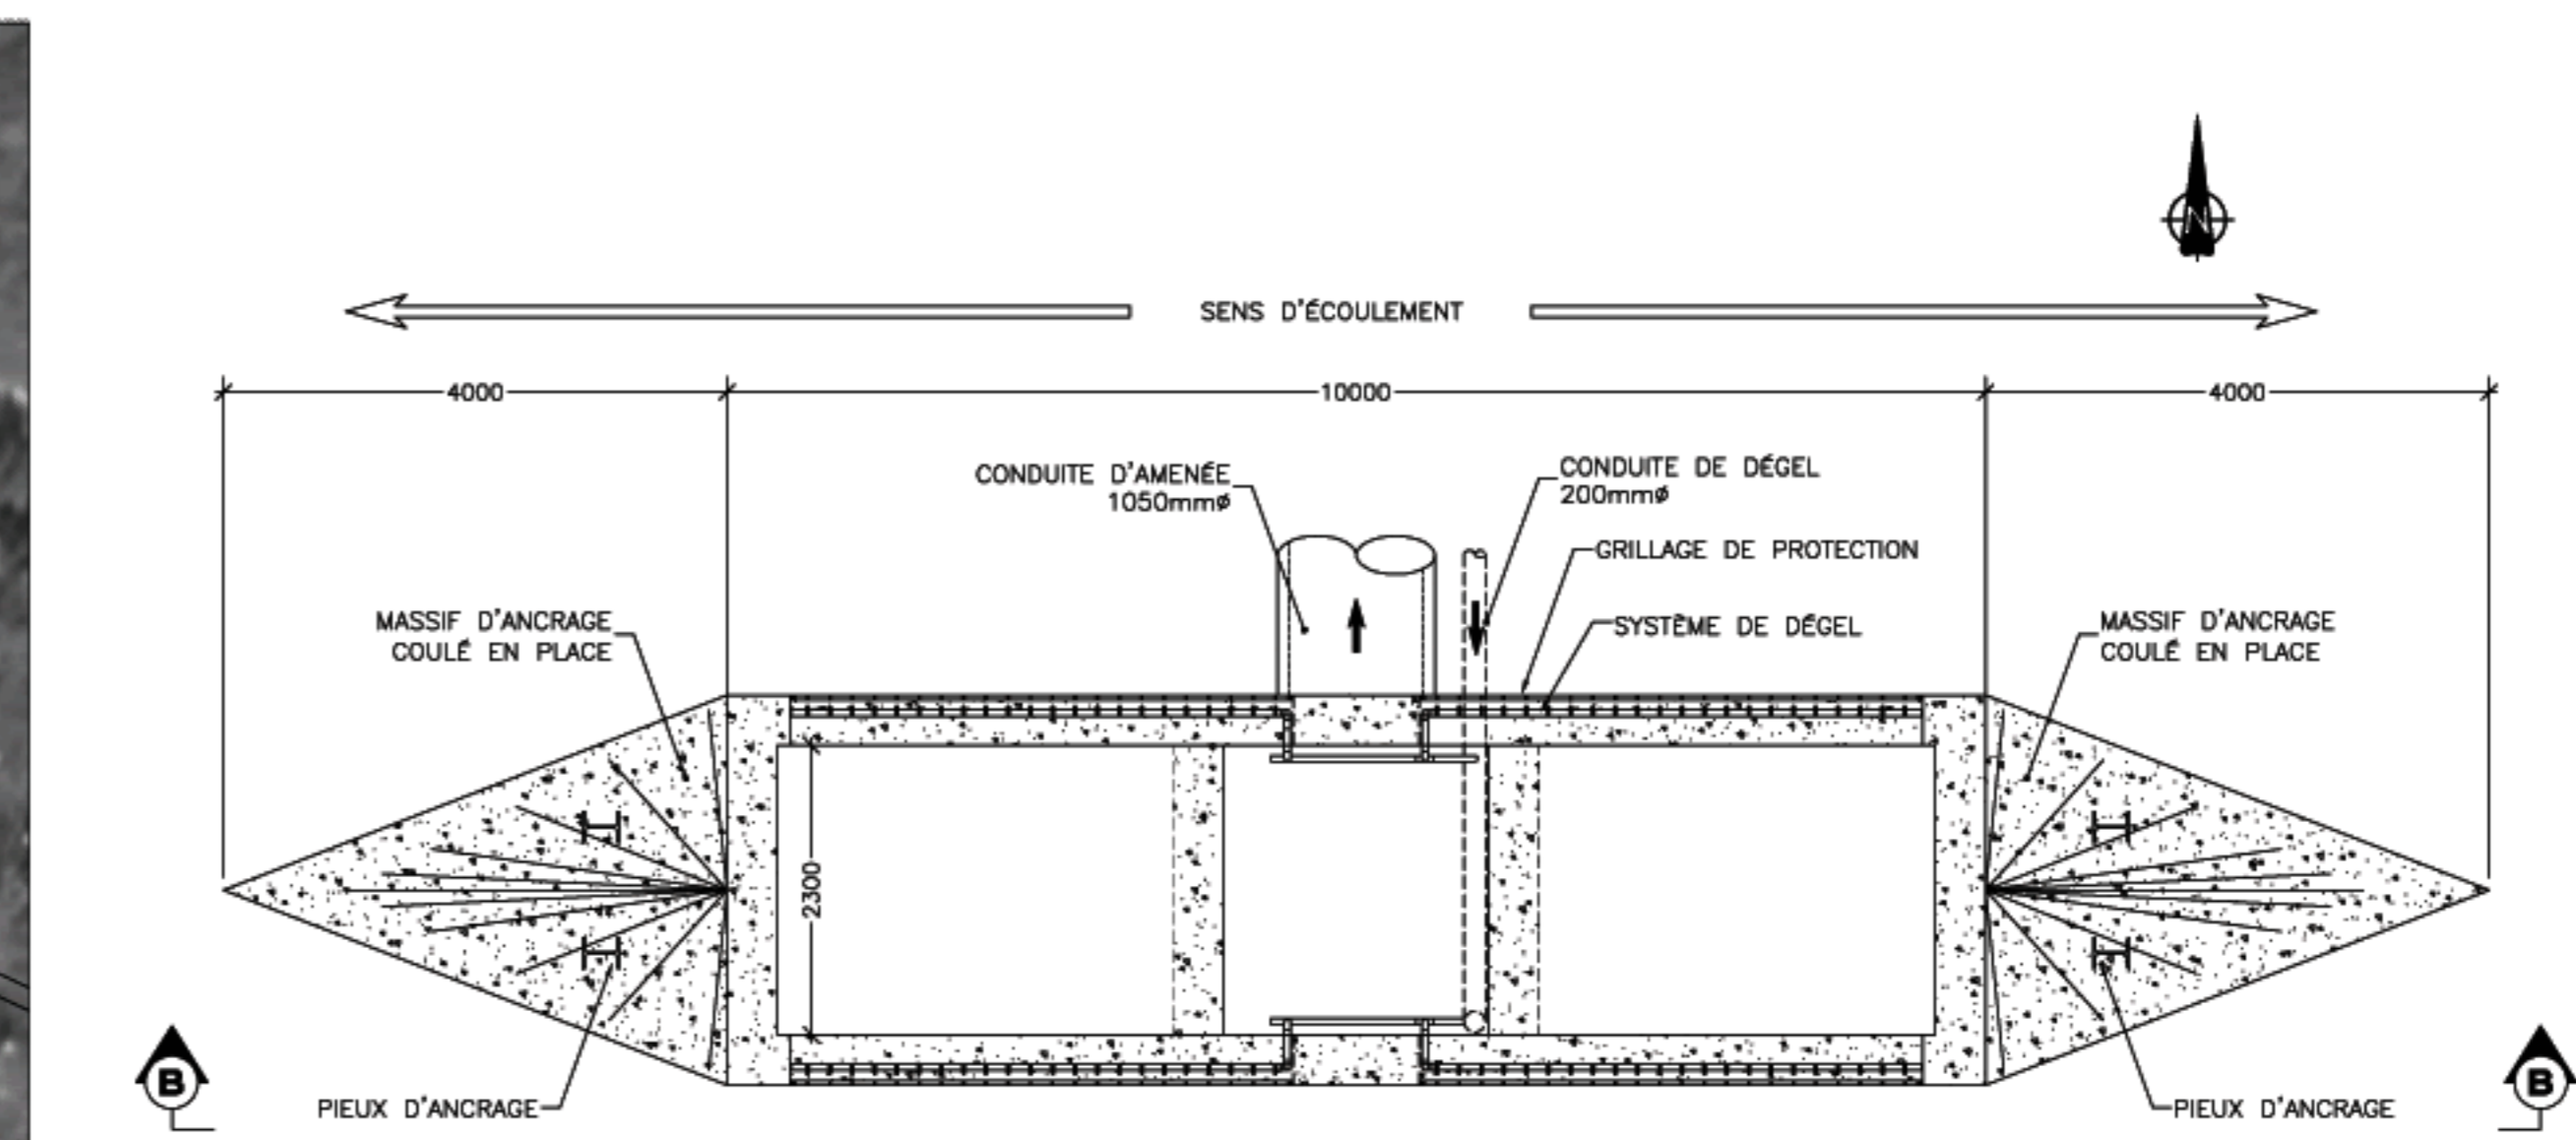 N
SENS D'ÉCOULEMENT
4000
10000
4000
CONDUITE D'AMENÉE
1050mmø
CONDUITE DE DÉGEL
200mmø
GRILLAGE DE PROTECTION
SYSTÈME DE DÉGEL
MASSIF D'ANCRAGE
COULÉ EN PLACE
MASSIF D'ANCRAGE
COULÉ EN PLACE
2300
B
B
PIEUX D'ANCRAGE
PIEUX D'ANCRAGE